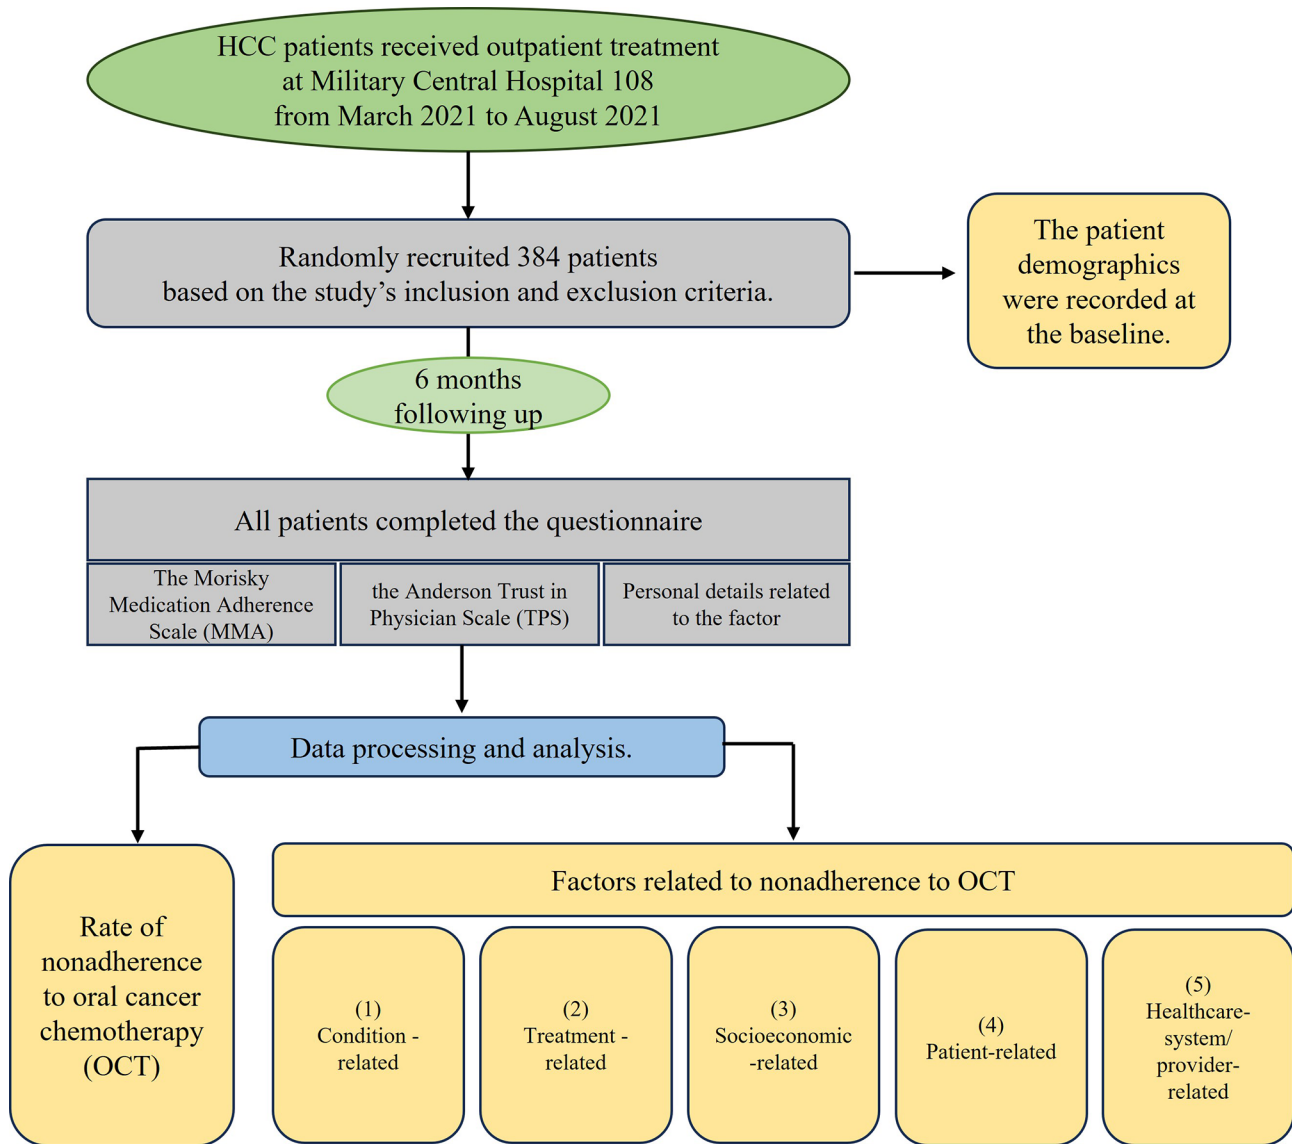 HCC patients received outpatient treatment
at Military Central Hospital 108
from March 2021 to August 2021
Randomly recruited 384 patients
based on the study’s inclusion and exclusion criteria.
The patient
demographics
were recorded at
the baseline.
6 months
following up
All patients completed the questionnaire
The Morisky
Medication Adherence
Scale (MMA)
the Anderson Trust in
Physician Scale (TPS)
Personal details related
to the factor
Data processing and analysis.
Rate of
nonadherence
to oral cancer
chemotherapy
(OCT)
Factors related to nonadherence to OCT
(1)
Condition -
related
(2)
Treatment -
related
(3)
Socioeconomic
-related
(4)
Patient-related
(5)
Healthcare-
system/
provider-
related